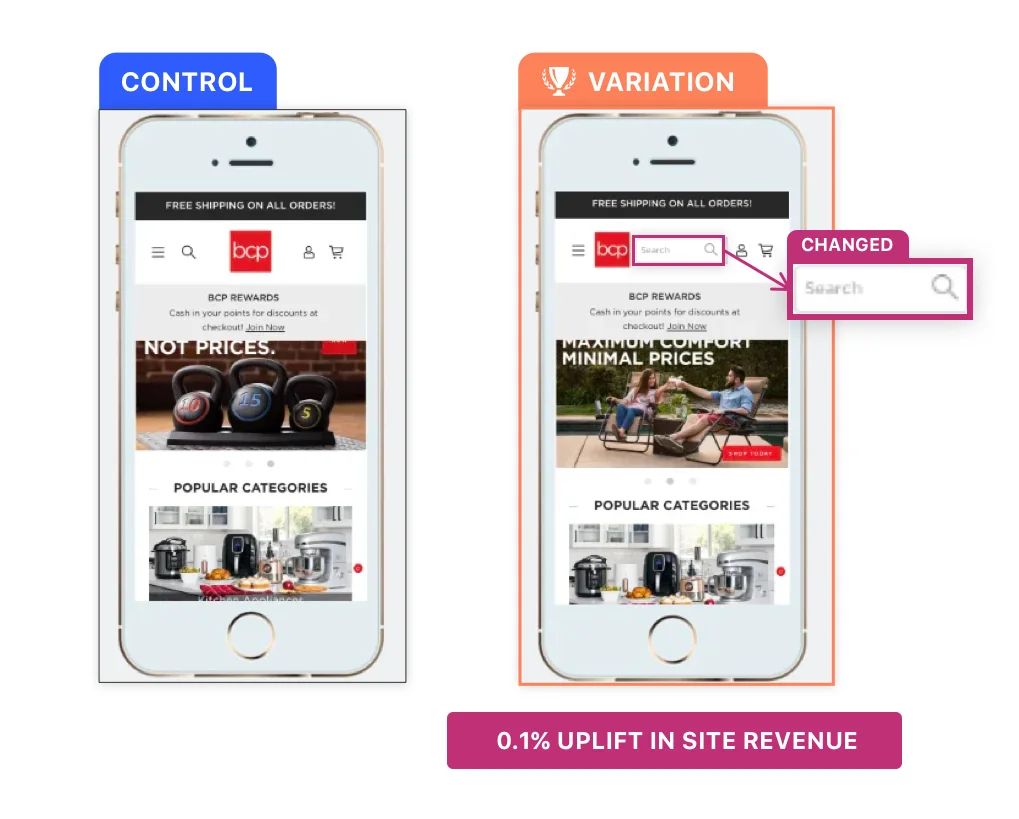 CONTROL
FREE SHIPPING ON ALL ORDERS!
bcp
BCP REWARDS
Cash in your points for discounts at
checkout! Join Now
NOT PRICES.
10
15
5
POPULAR CATEGORIES
Kitchen Appliances
VARIATION
FREE SHIPPING ON ALL ORDERS!
bcp
Search
CHANGED
Search
BCP REWARDS
Cash in your points for discounts at
checkout! Join Now
MAXIMUM COMFORT
MINIMAL PRICES
SHOP TODAY
POPULAR CATEGORIES
0.1% UPLIFT IN SITE REVENUE